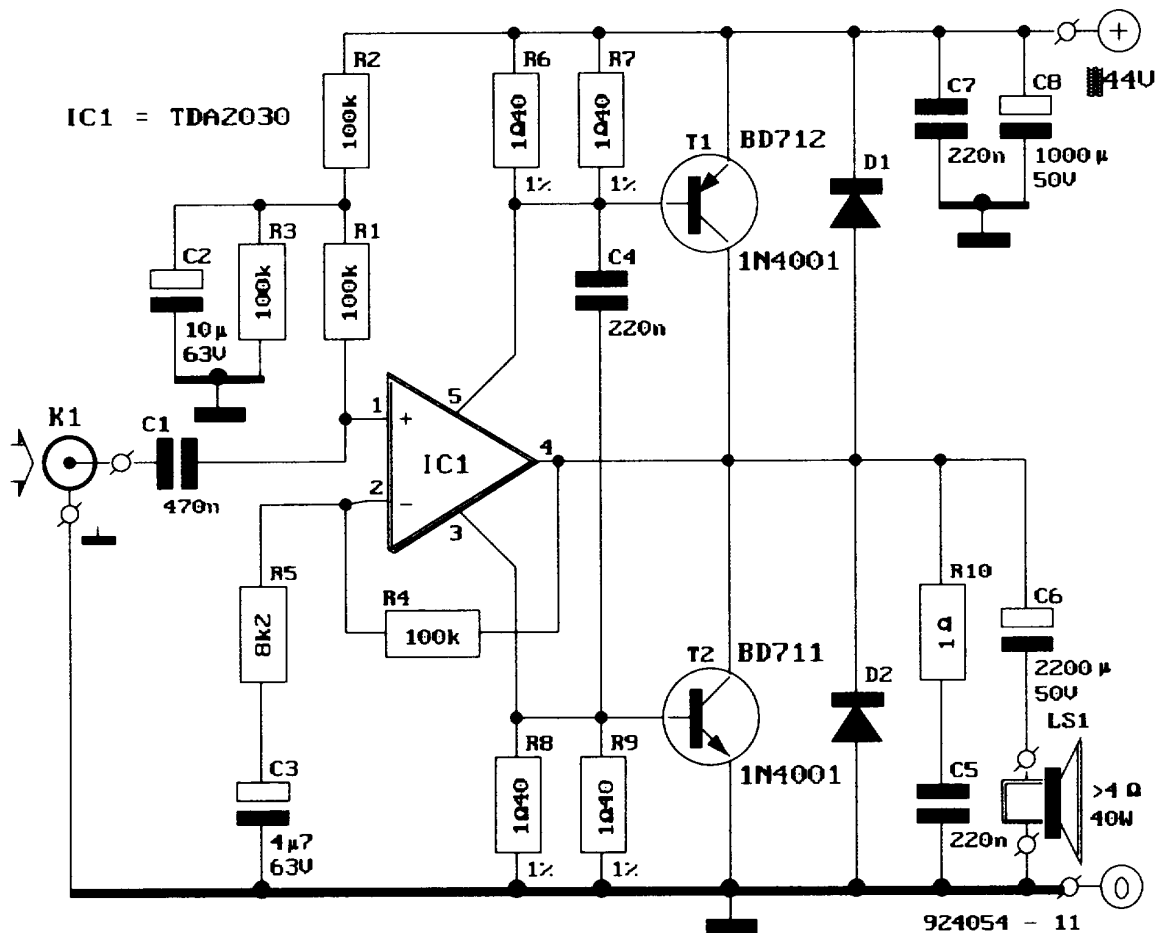 R2
R6
R7
+
C7
C8
44V
IC1 = TDA2030
100k
1Ω40
1Ω40
T1
BD712
220n
1000µ
50V
D1
1%
1%
R3
R1
C2
C4
1N4001
100k
100k
10µ
63V
220n
K1
C1
1
+
5
4
IC1
470n
2
−
3
R5
R4
R10
C6
8k2
100k
1Ω
T2
BD711
D2
2200µ
50V
LS1
R8
R9
1N4001
C3
C5
>4Ω
40W
1Ω40
1Ω40
4µ7
63V
220n
1%
1%
0
924054 - 11